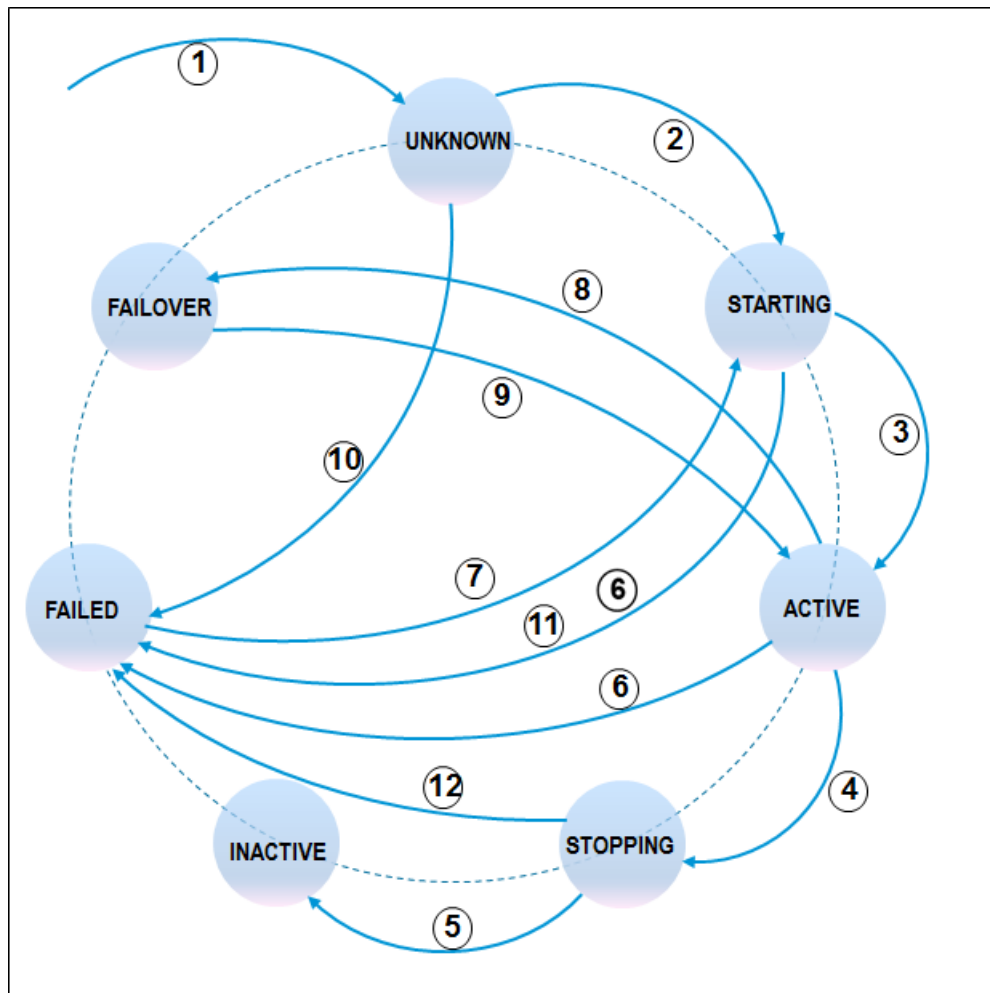 1
UNKNOWN
2
FAILOVER
8
STARTING
9
3
10
7
6
11
FAILED
ACTIVE
6
12
4
INACTIVE
STOPPING
5